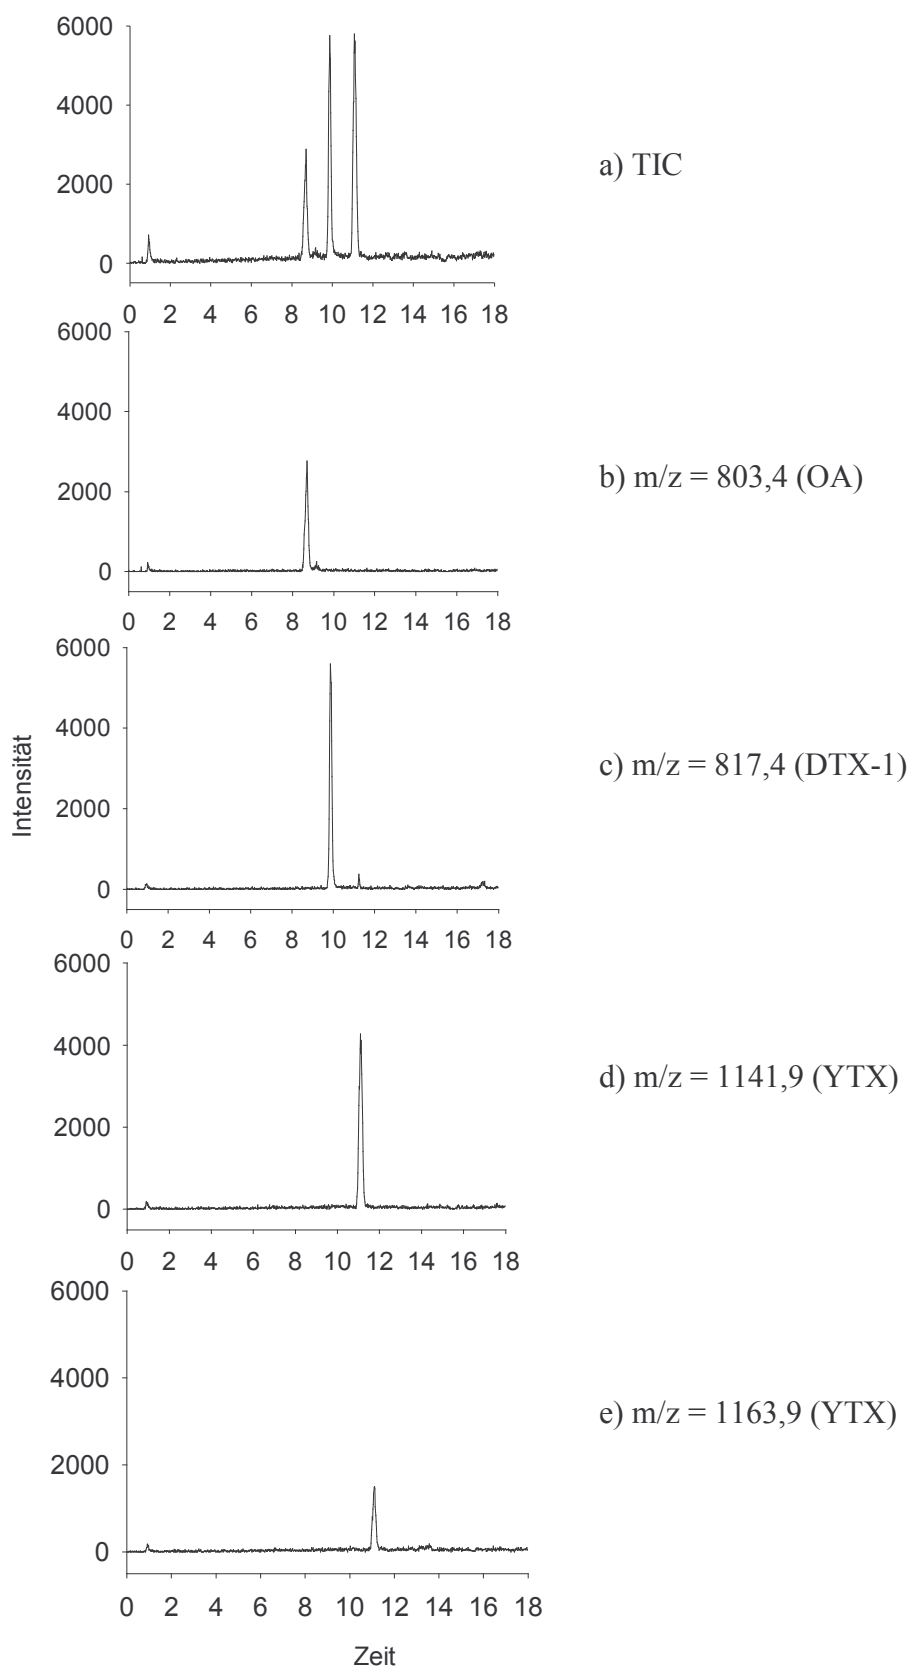 6000
4000
2000
0
0 2 4 6 8 10 12 14 16 18
a) TIC
6000
4000
2000
0
0 2 4 6 8 10 12 14 16 18
b) m/z = 803,4 (OA)
6000
4000
2000
0
0 2 4 6 8 10 12 14 16 18
c) m/z = 817,4 (DTX-1)
Intensität
6000
4000
2000
0
0 2 4 6 8 10 12 14 16 18
d) m/z = 1141,9 (YTX)
6000
4000
2000
0
0 2 4 6 8 10 12 14 16 18
e) m/z = 1163,9 (YTX)
Zeit